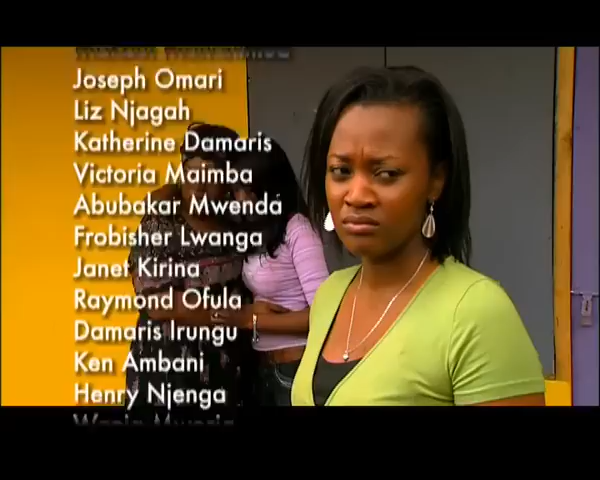 Joseph Omari
Liz Njagah
Katherine Damaris
Victoria Maimba
Abubakar Mwenda
Frobisher Lwanga
Janet Kirina
Raymond Ofula
Damaris Irungu
Ken Ambani
Henry Njenga